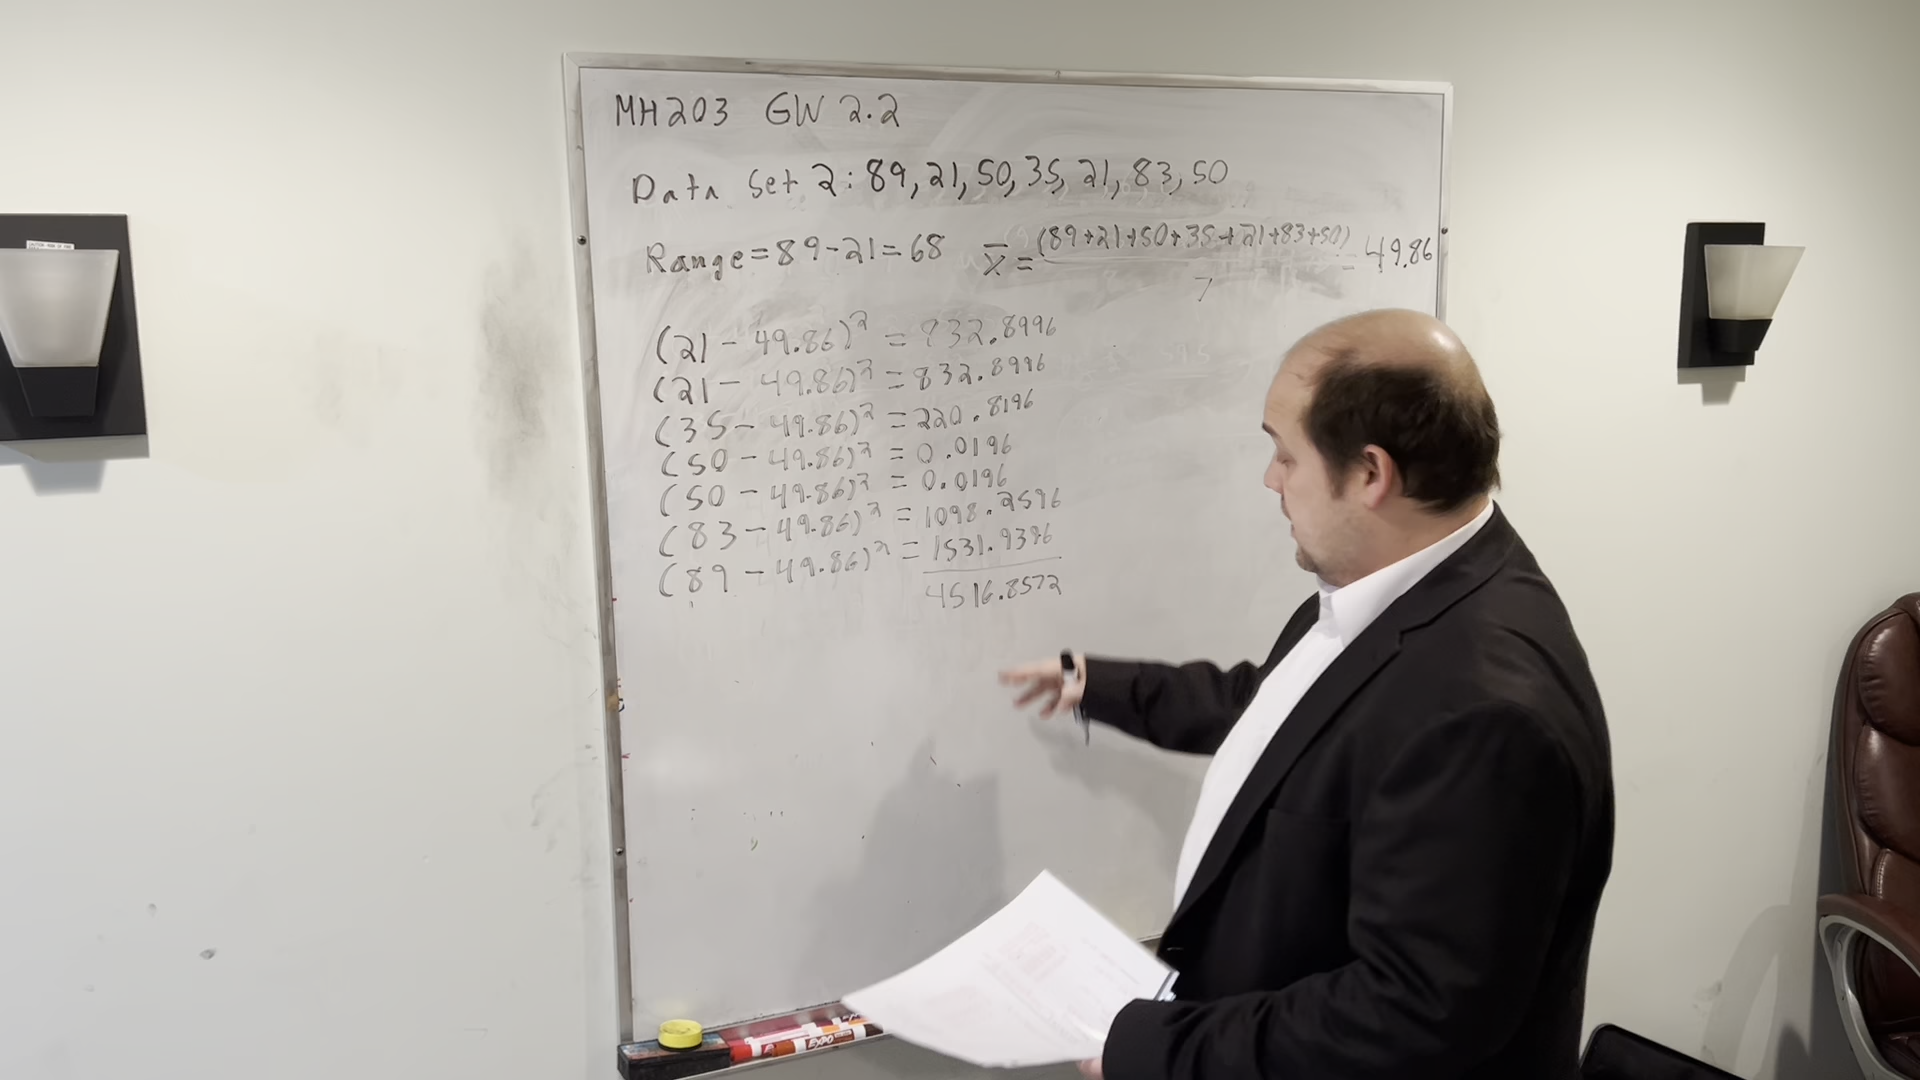 MH203 GW 2.2
Data Set 2: 89, 21, 50, 35, 21, 83, 50
Range = 89-21=68 x̄ = (89+21+50+35+21+83+50)/7 = 49.86
(21 - 49.86)² = 832.8996
(21 - 49.86)² = 832.8996
(35 - 49.86)² = 220.8196
(50 - 49.86)² = 0.0196
(50 - 49.86)² = 0.0196
(83 - 49.86)² = 1098.2596
(89 - 49.86)² = 1531.9396
4516.8572
EXPO